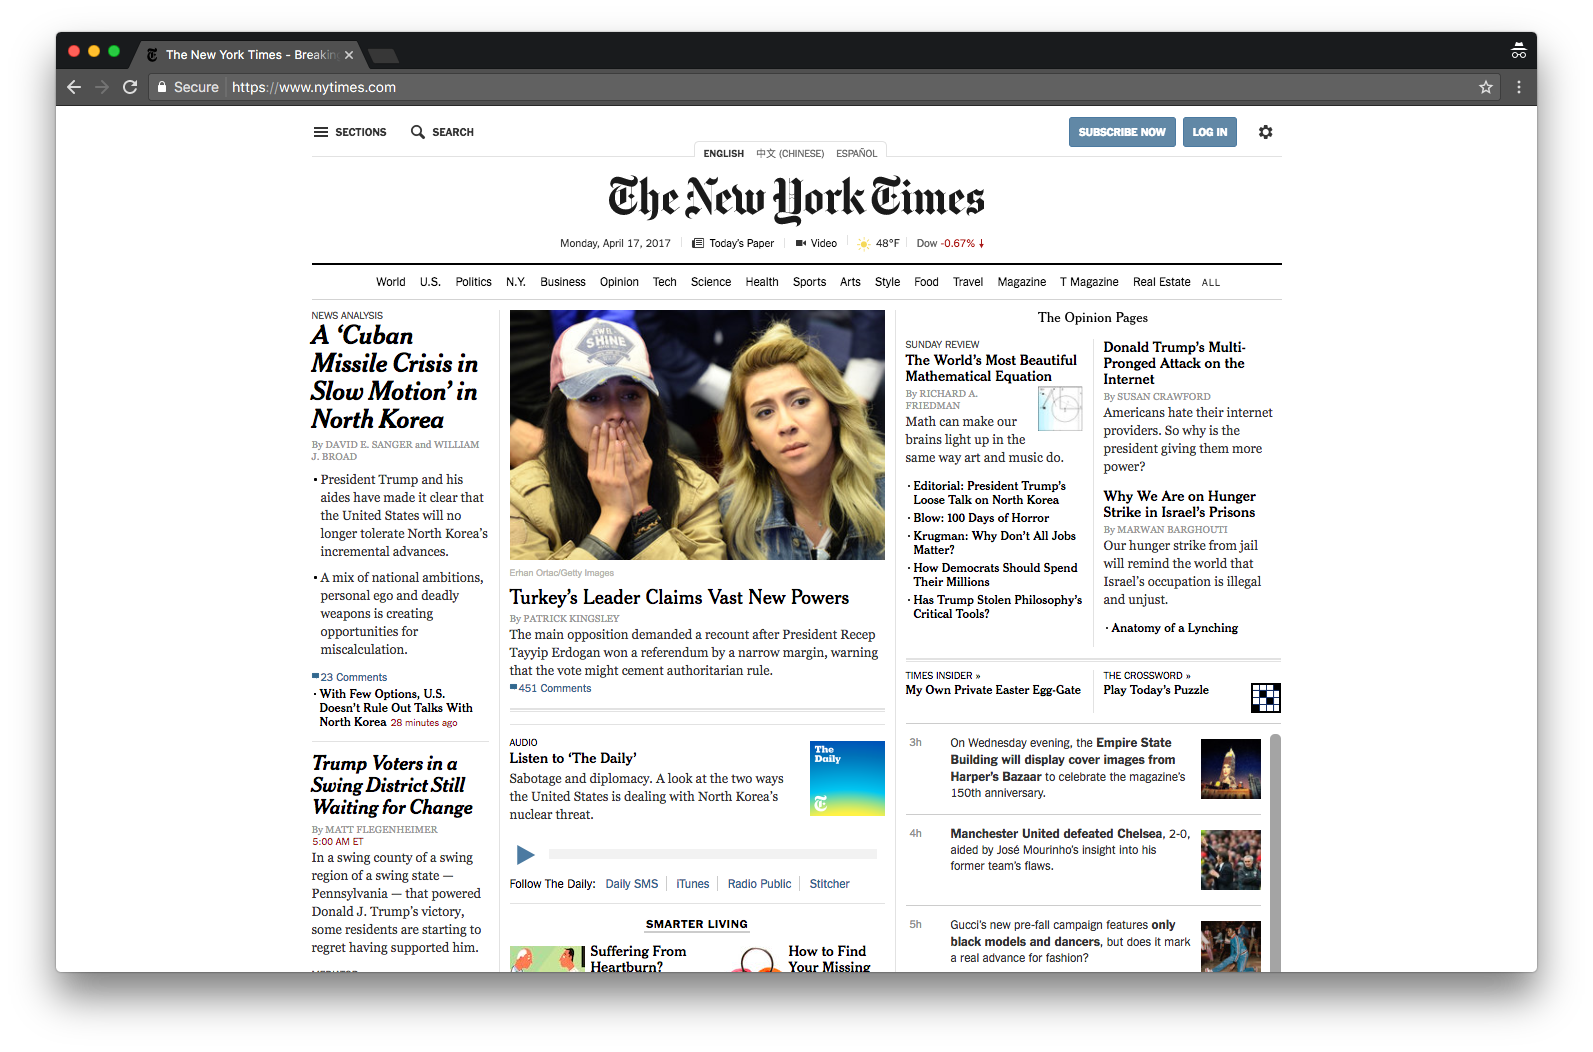 The New York Times - Breakin
Secure
https://www.nytimes.com
SECTIONS
SEARCH
SUBSCRIBE NOW
LOG IN
ENGLISH 中文 (CHINESE) ESPAÑOL
The New York Times
Monday, April 17, 2017
Today's Paper
Video
48°F
Dow -0.67% ↓
World U.S. Politics N.Y. Business Opinion Tech Science Health Sports Arts Style Food Travel Magazine T Magazine Real Estate ALL
NEWS ANALYSIS
A ‘Cuban
Missile Crisis in
Slow Motion’ in
North Korea
By DAVID E. SANGER and WILLIAM
J. BROAD
President Trump and his
aides have made it clear that
the United States will no
longer tolerate North Korea’s
incremental advances.
A mix of national ambitions,
personal ego and deadly
weapons is creating
opportunities for
miscalculation.
23 Comments
· With Few Options, U.S.
Doesn’t Rule Out Talks With
North Korea 28 minutes ago
Trump Voters in a
Swing District Still
Waiting for Change
By MATT FLEGENHEIMER
5:00 AM ET
In a swing county of a swing
region of a swing state —
Pennsylvania — that powered
Donald J. Trump’s victory,
some residents are starting to
regret having supported him.
JEWEL
SHINE
Erhan Ortac/Getty Images
Turkey’s Leader Claims Vast New Powers
By PATRICK KINGSLEY
The main opposition demanded a recount after President Recep
Tayyip Erdogan won a referendum by a narrow margin, warning
that the vote might cement authoritarian rule.
451 Comments
AUDIO
Listen to ‘The Daily’
Sabotage and diplomacy. A look at the two ways
the United States is dealing with North Korea’s
nuclear threat.
The
Daily
T
Follow The Daily: Daily SMS iTunes Radio Public Stitcher
SMARTER LIVING
Suffering From
Heartburn?
How to Find
Your Missing
The Opinion Pages
SUNDAY REVIEW
The World’s Most Beautiful
Mathematical Equation
By RICHARD A.
FRIEDMAN
Math can make our
brains light up in the
same way art and music do.
· Editorial: President Trump’s
Loose Talk on North Korea
· Blow: 100 Days of Horror
· Krugman: Why Don’t All Jobs
Matter?
· How Democrats Should Spend
Their Millions
· Has Trump Stolen Philosophy’s
Critical Tools?
Donald Trump’s Multi-
Pronged Attack on the
Internet
By SUSAN CRAWFORD
Americans hate their internet
providers. So why is the
president giving them more
power?
Why We Are on Hunger
Strike in Israel’s Prisons
By MARWAN BARGHOUTI
Our hunger strike from jail
will remind the world that
Israel’s occupation is illegal
and unjust.
· Anatomy of a Lynching
TIMES INSIDER »
My Own Private Easter Egg-Gate
THE CROSSWORD »
Play Today’s Puzzle
3h
On Wednesday evening, the Empire State
Building will display cover images from
Harper’s Bazaar to celebrate the magazine’s
150th anniversary.
4h
Manchester United defeated Chelsea, 2-0,
aided by José Mourinho’s insight into his
former team’s flaws.
5h
Gucci’s new pre-fall campaign features only
black models and dancers, but does it mark
a real advance for fashion?